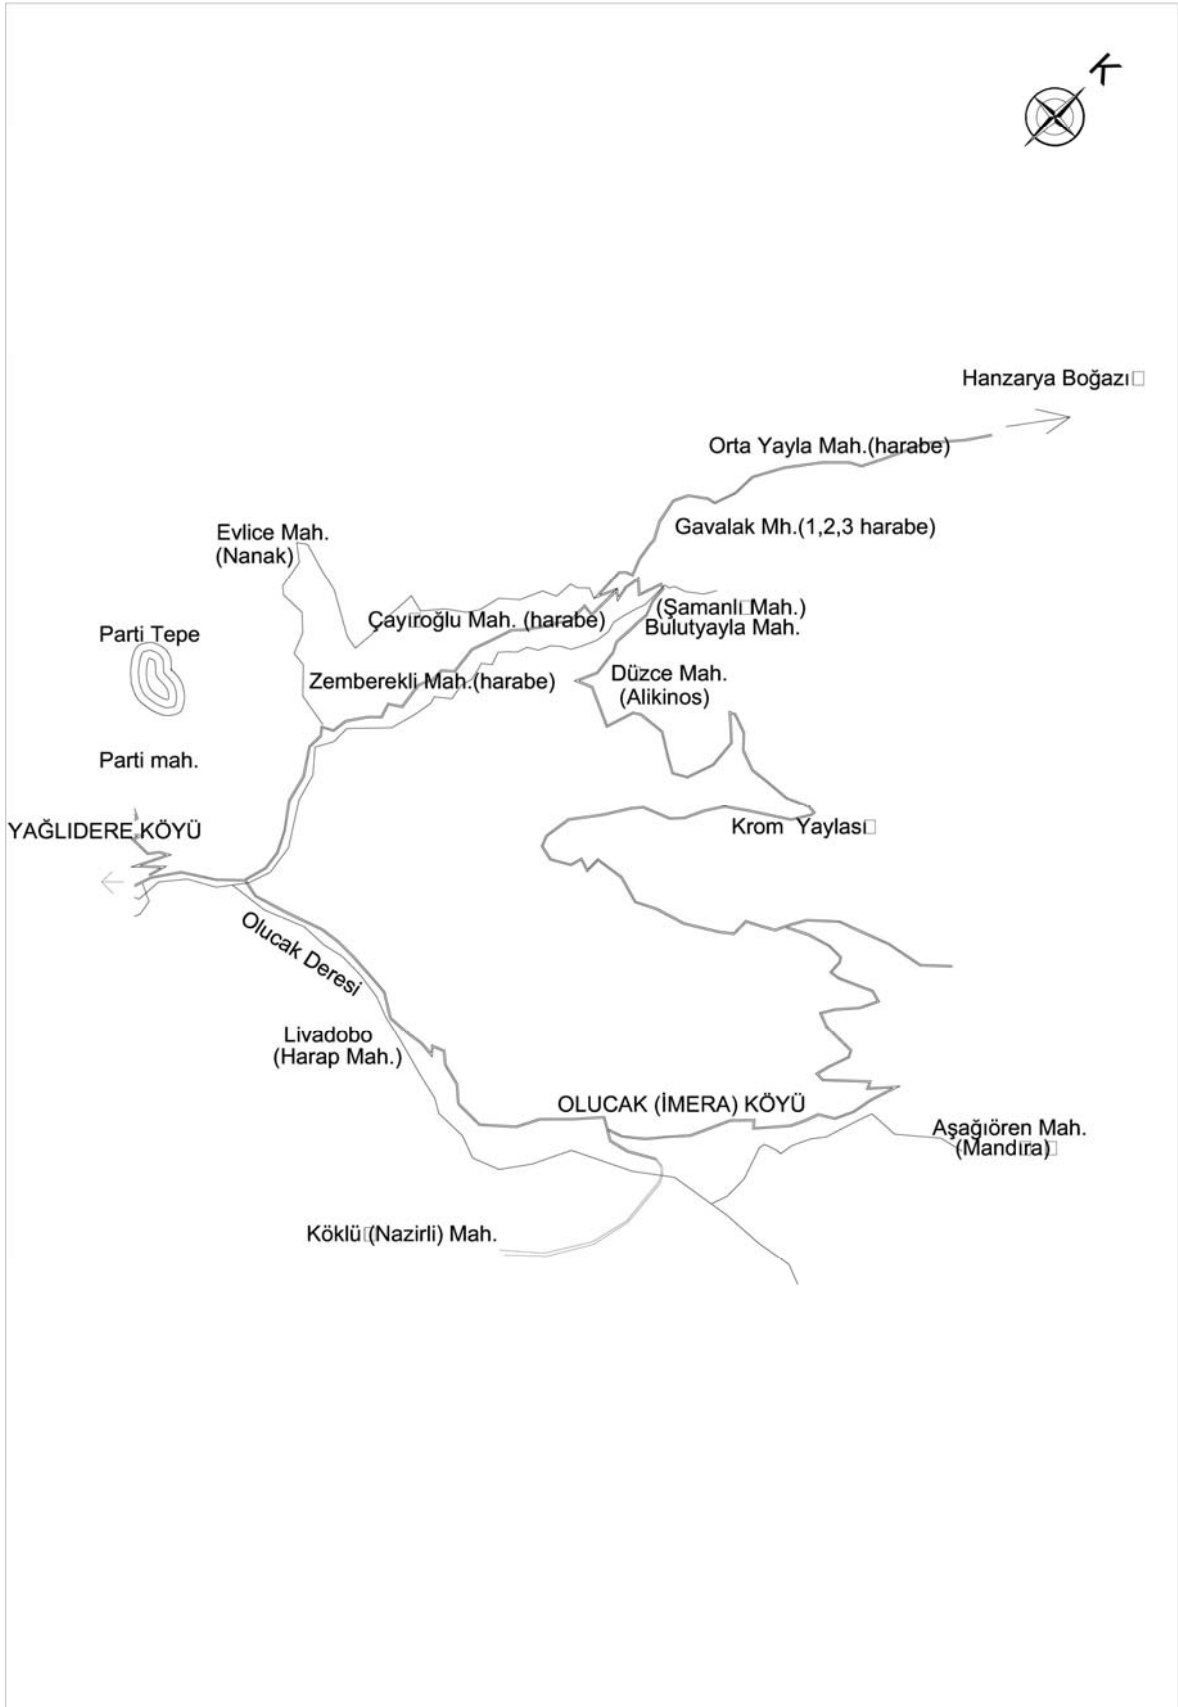 K
Hanzarya Boğazı
Orta Yayla Mah.(harabe)
Gavalak Mh.(1,2,3 harabe)
Evlice Mah.
(Nanak)
(Şamanlı Mah.)
Bulutyayla Mah.
Çayıroğlu Mah. (harabe)
Parti Tepe
Zemberekli Mah.(harabe)
Düzce Mah.
(Alikinos)
Parti mah.
YAĞLIDERE KÖYÜ
Krom Yaylası
Olucak Deresi
Livadobo
(Harap Mah.)
OLUCAK (İMERA) KÖYÜ
Aşağıören Mah.
(Mandıra)
Köklü (Nazirli) Mah.